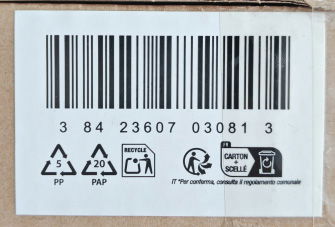 3 84 23607 03081 3
5 20 RECYCLE FR CARTON
PP PAP + SCELLÉ
IT *Per conferma, consulta il regolamento comunale